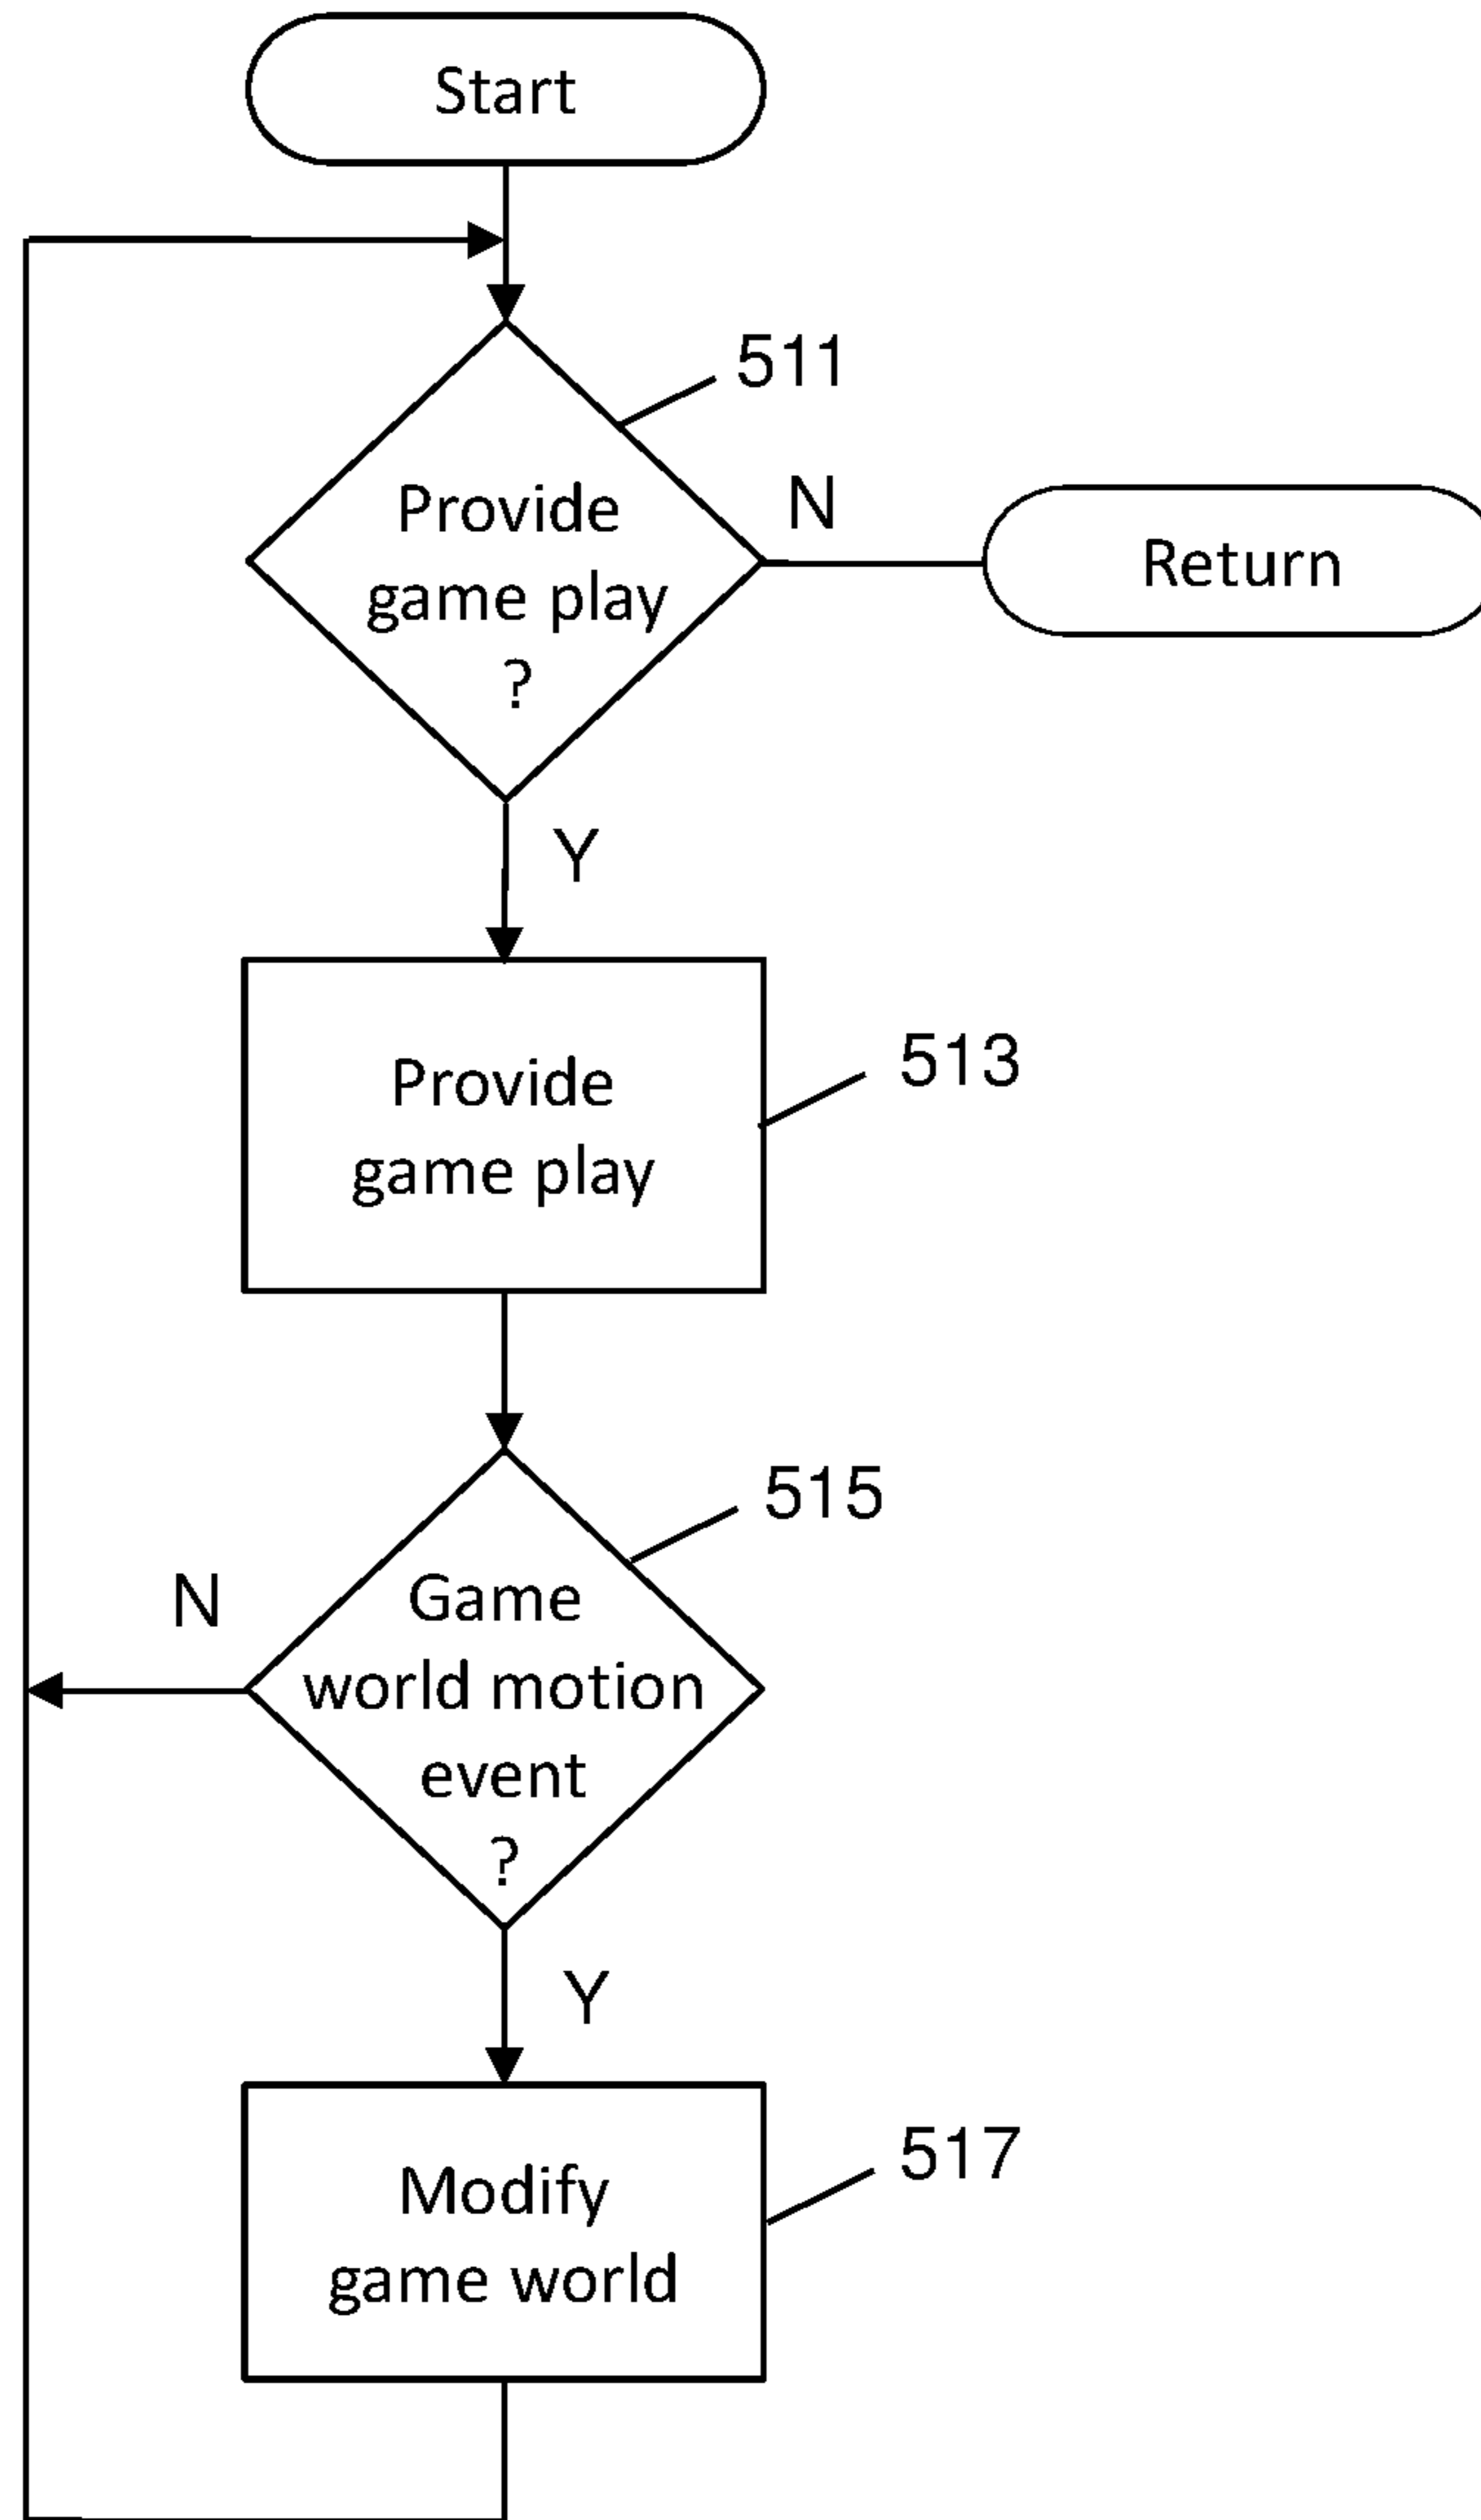 Start
511
Provide
game play
?
N
Return
Y
Provide
game play
513
515
Game
world motion
event
?
N
Y
Modify
game world
517